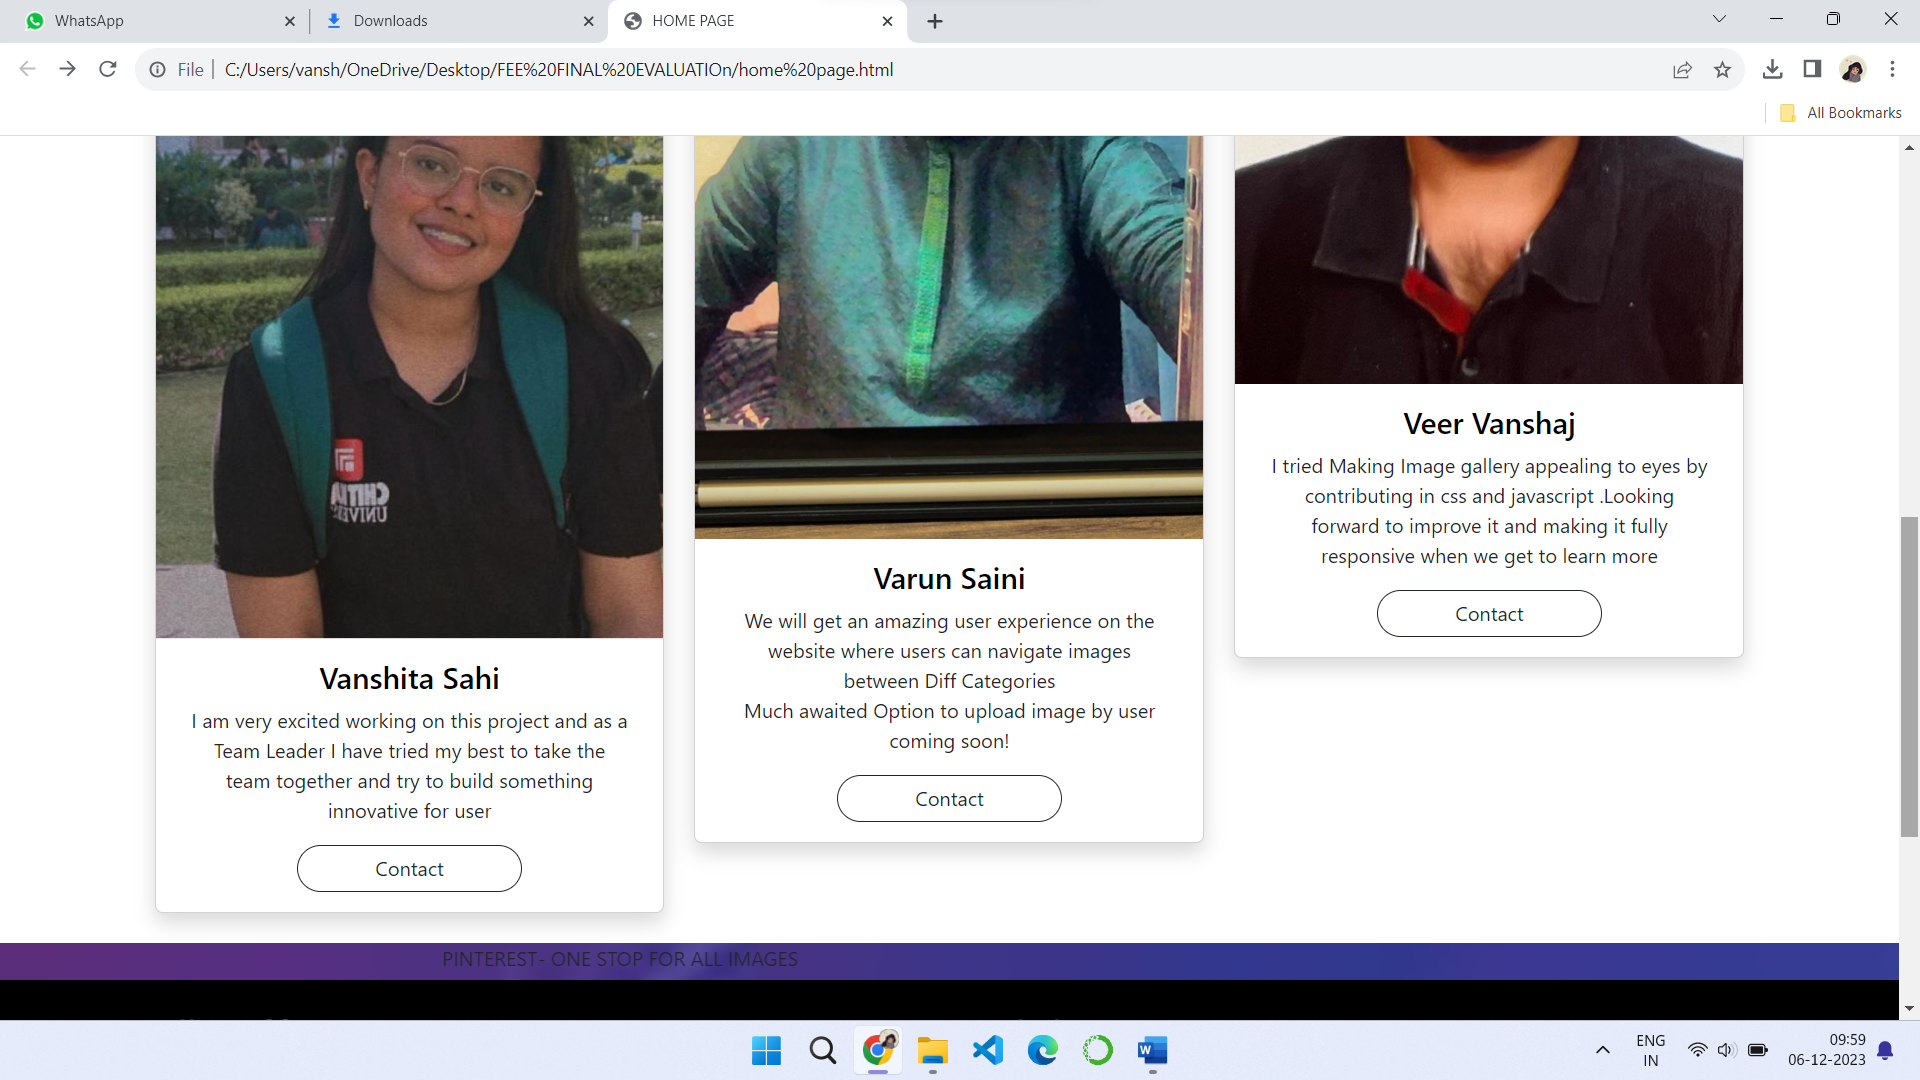 WhatsApp
Downloads
HOME PAGE
File
C:/Users/vansh/OneDrive/Desktop/FEE%20FINAL%20EVALUATIOn/home%20page.html
All Bookmarks
Vanshita Sahi
I am very excited working on this project and as a
Team Leader I have tried my best to take the
team together and try to build something
innovative for user
Contact
Varun Saini
We will get an amazing user experience on the
website where users can navigate images
between Diff Categories
Much awaited Option to upload image by user
coming soon!
Contact
Veer Vanshaj
I tried Making Image gallery appealing to eyes by
contributing in css and javascript .Looking
forward to improve it and making it fully
responsive when we get to learn more
Contact
PINTEREST- ONE STOP FOR ALL IMAGES
W
ENG
IN
09:59
06-12-2023